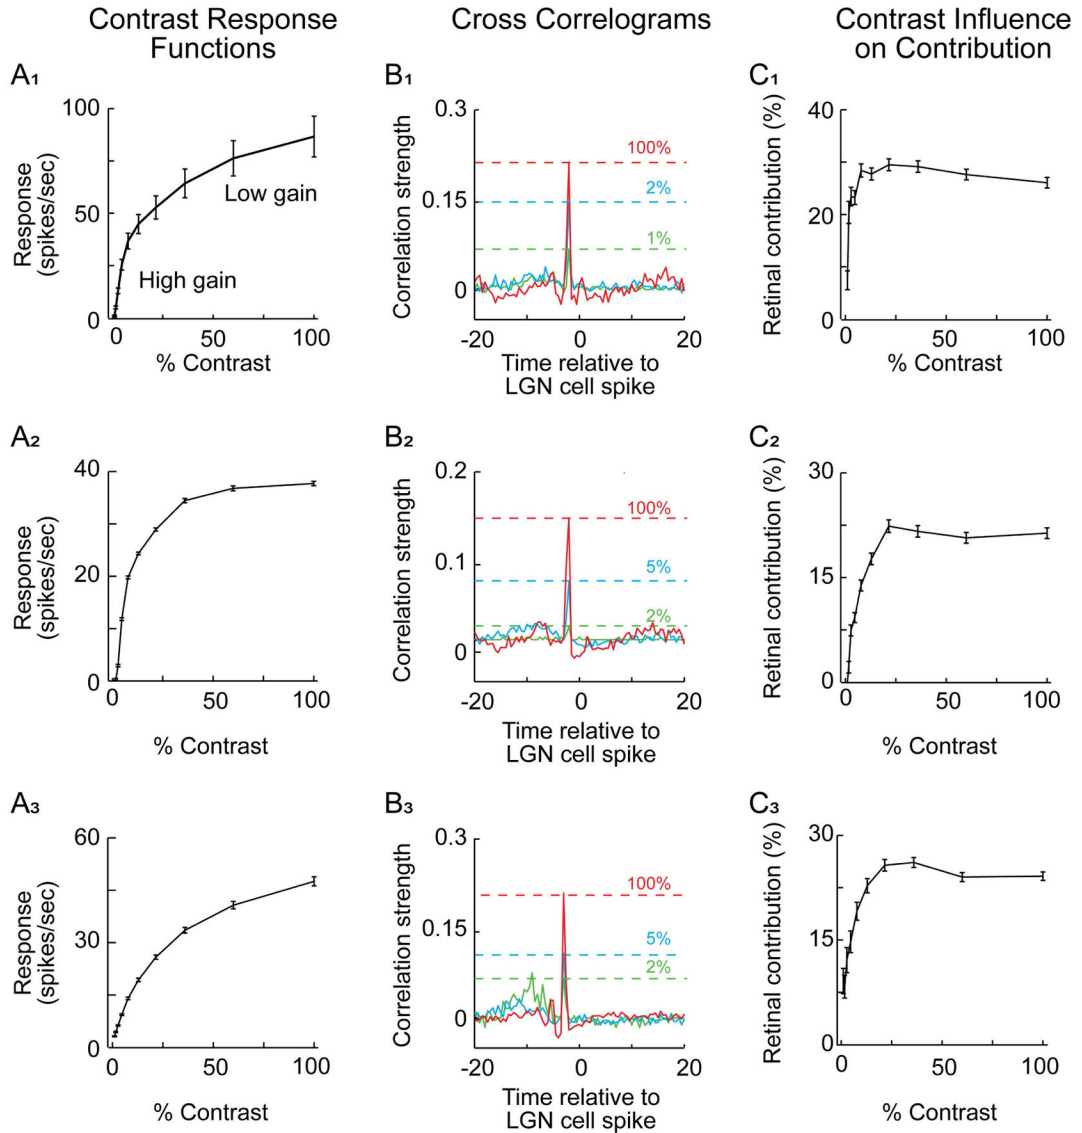 Contrast Response
Functions
Cross Correlograms
Contrast Influence
on Contribution
A1
100
50
0
Response
(spikes/sec)
Low gain
High gain
0
50
100
% Contrast
B1
0.3
0.15
0
Correlation strength
100%
2%
1%
-20
0
20
Time relative to
LGN cell spike
C1
40
20
0
Retinal contribution (%)
0
50
100
% Contrast
A2
40
20
0
Response
(spikes/sec)
0
50
100
% Contrast
B2
0.2
0.1
0
Correlation strength
100%
5%
2%
-20
0
20
Time relative to
LGN cell spike
C2
30
15
0
Retinal contribution (%)
0
50
100
% Contrast
A3
60
30
0
Response
(spikes/sec)
0
50
100
% Contrast
B3
0.3
0.15
0
Correlation strength
100%
5%
2%
-20
0
20
Time relative to
LGN cell spike
C3
30
15
0
Retinal contribution (%)
0
50
100
% Contrast